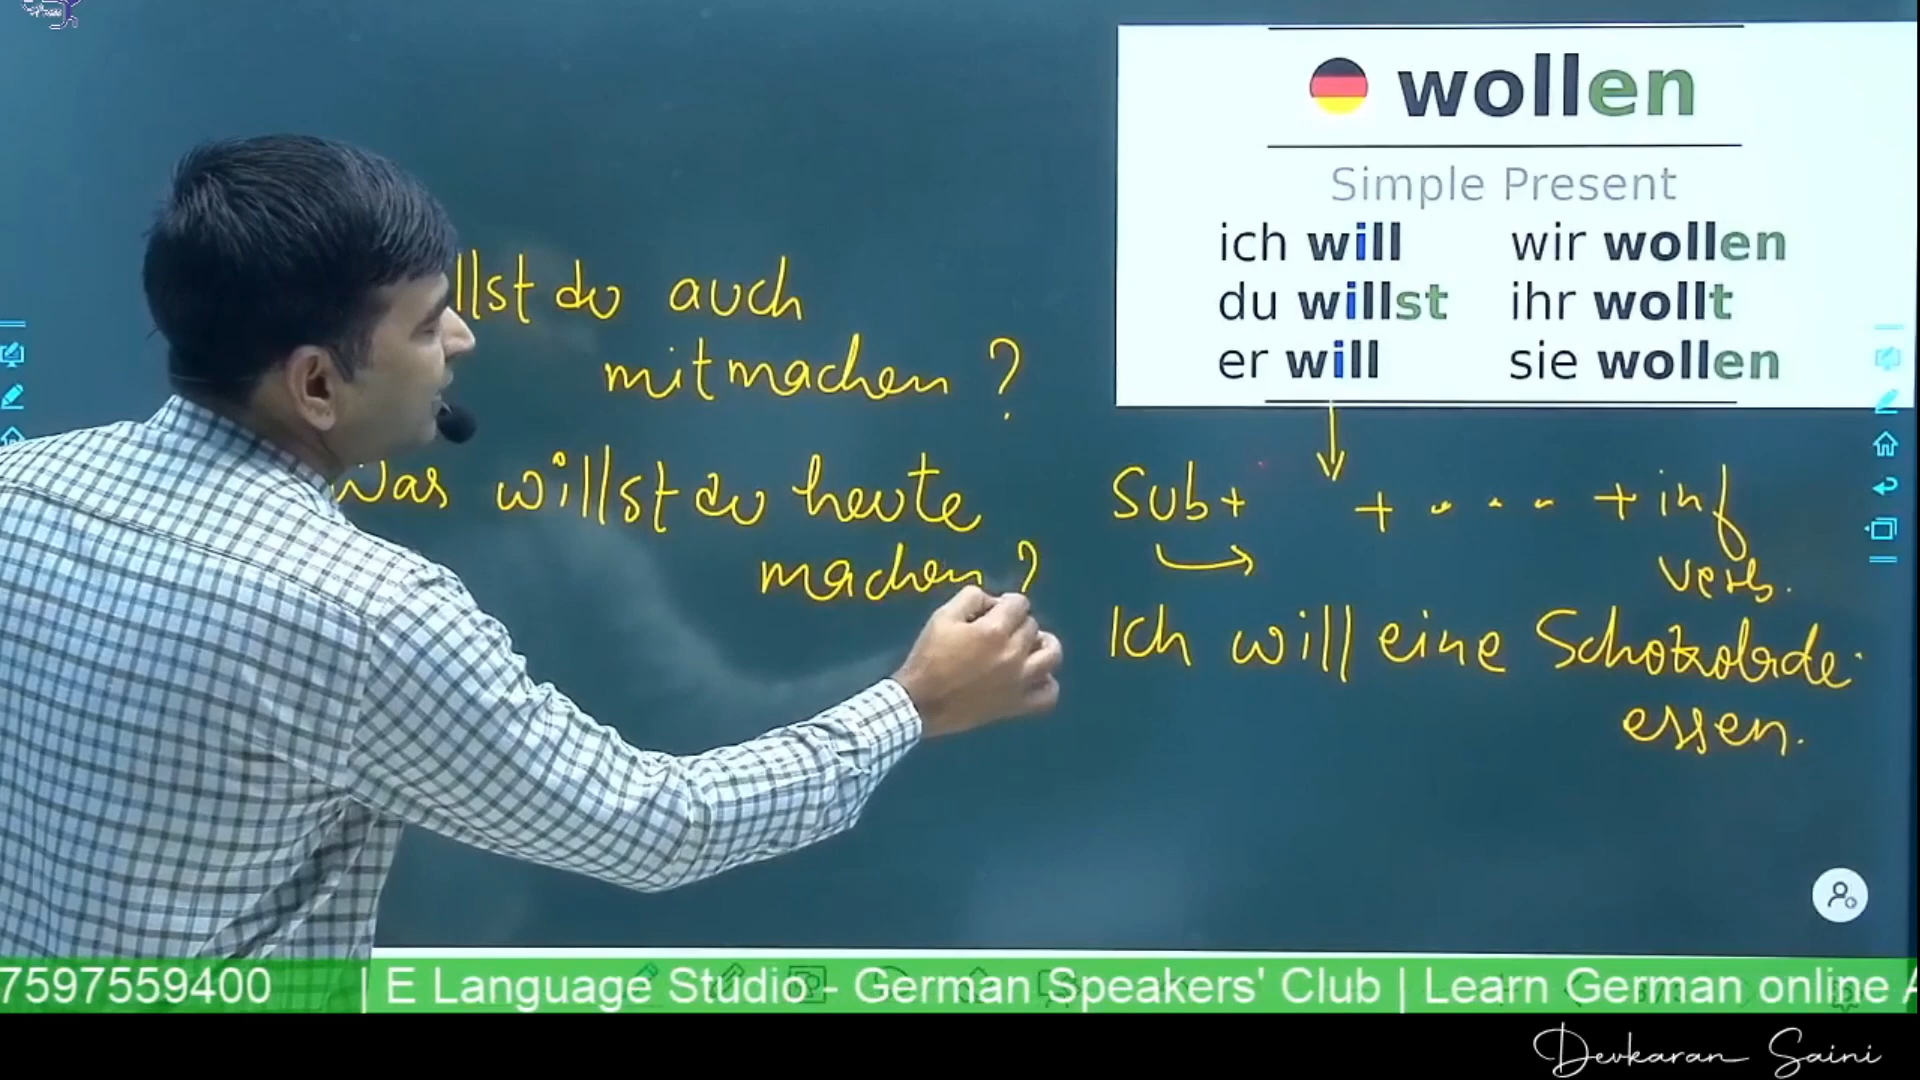 wollen
Simple Present
ich will wir wollen
du willst ihr wollt
er will sie wollen
llst du auch
mitmachen ?
Was willst du heute
machen ?
Sub + + .... + inf
verb.
Ich will eine Schokolade
essen.
7597559400 | E Language Studio - German Speakers' Club | Learn German online A
Devkaran Saini